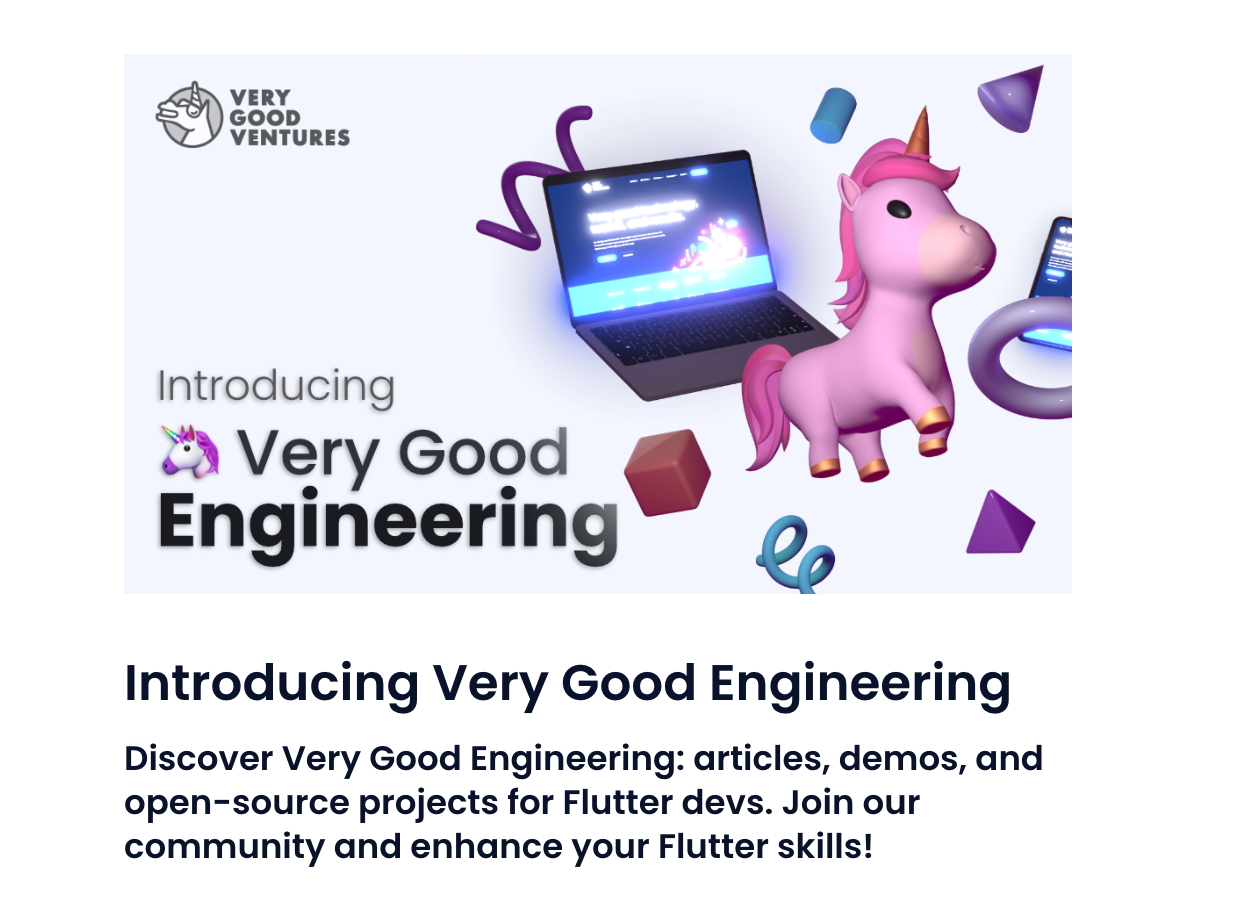 VERY
GOOD
VENTURES
Introducing
Very Good
Engineering
Introducing Very Good Engineering
Discover Very Good Engineering: articles, demos, and
open-source projects for Flutter devs. Join our
community and enhance your Flutter skills!